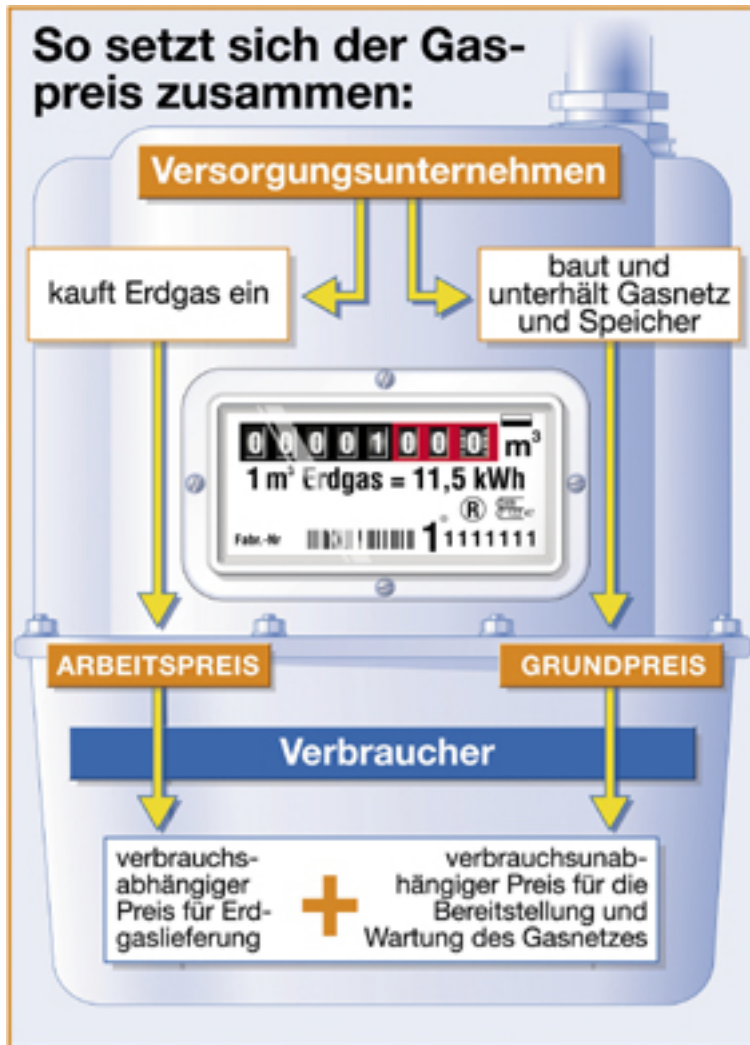 So setzt sich der Gas-
preis zusammen:
Versorgungsunternehmen
kauft Erdgas ein
baut und
unterhält Gasnetz
und Speicher
00001000 m³
1 m³ Erdgas = 11,5 kWh
R
Fabr.-Nr 1 1111111
ARBEITSPREIS
GRUNDPREIS
Verbraucher
verbrauchs-
abhängiger
Preis für Erd-
gaslieferung
+
verbrauchsunab-
hängiger Preis für die
Bereitstellung und
Wartung des Gasnetzes